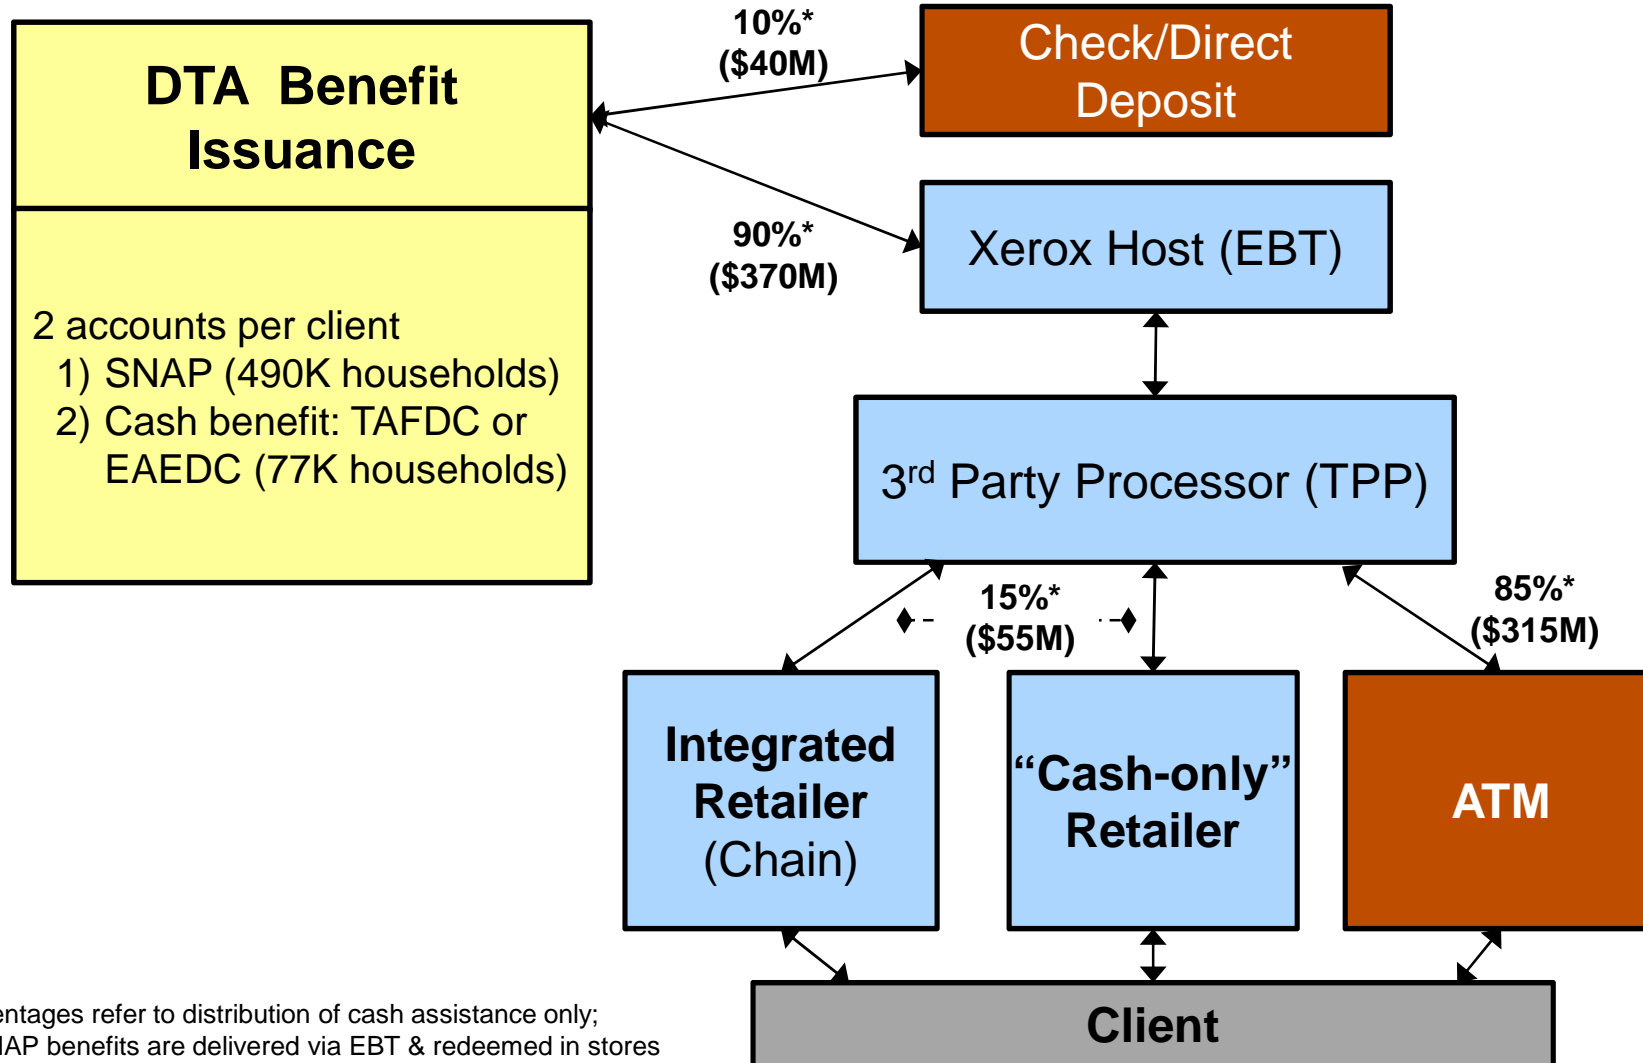 DTA Benefit
Issuance
2 accounts per client
1) SNAP (490K households)
2) Cash benefit: TAFDC or
EAEDC (77K households)
10%*
($40M)
Check/Direct
Deposit
90%*
($370M)
Xerox Host (EBT)
3rd Party Processor (TPP)
15%*
($55M)
85%*
($315M)
Integrated
Retailer
(Chain)
“Cash-only”
Retailer
ATM
Client
refer to distribution of cash assistance only;
benefits are delivered via EBT & redeemed in stores